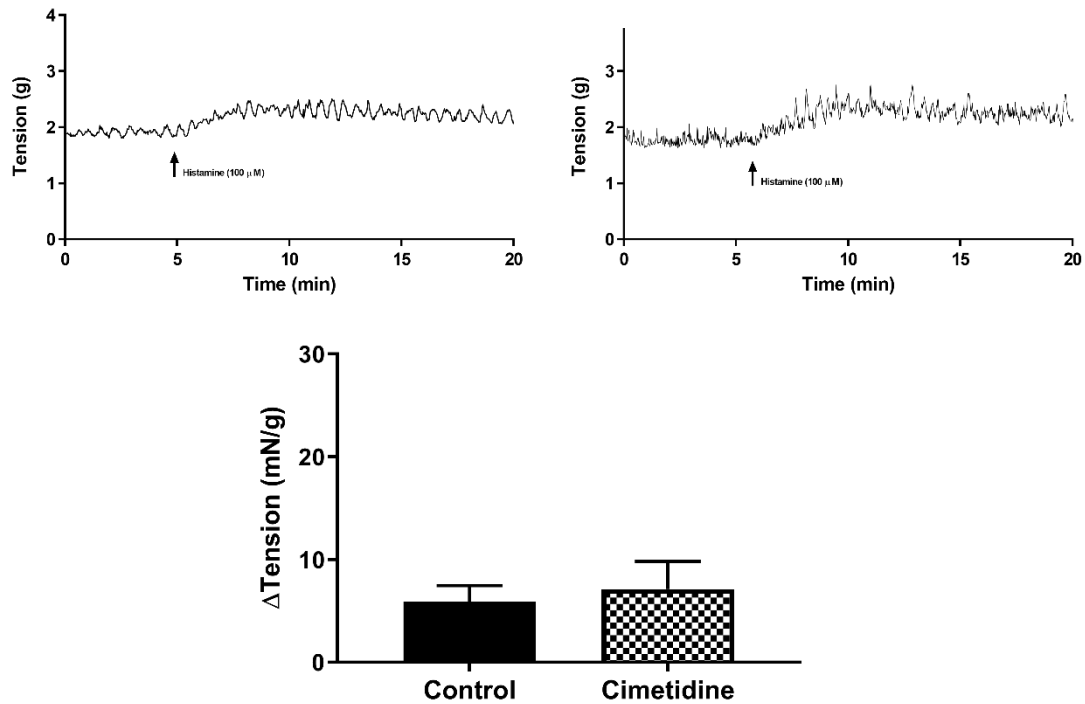 Tension (g)
4
3
2
1
0
Histamine (100 μM)
0 5 10 15 20
Time (min)
Tension (g)
3
2
1
0
Histamine (100 μM)
0 5 10 15 20
Time (min)
ΔTension (mN/g)
30
20
10
0
Control Cimetidine